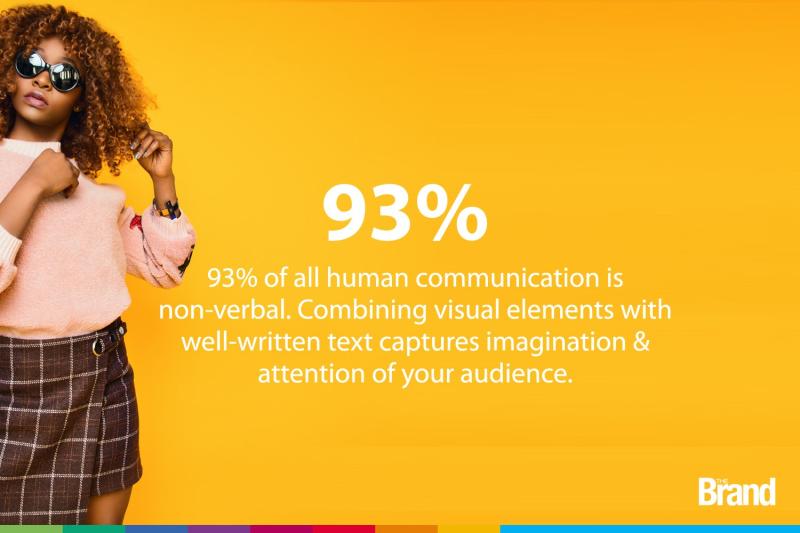 93%
93% of all human communication is
non-verbal. Combining visual elements with
well-written text captures imagination &
attention of your audience.
THE
Brand